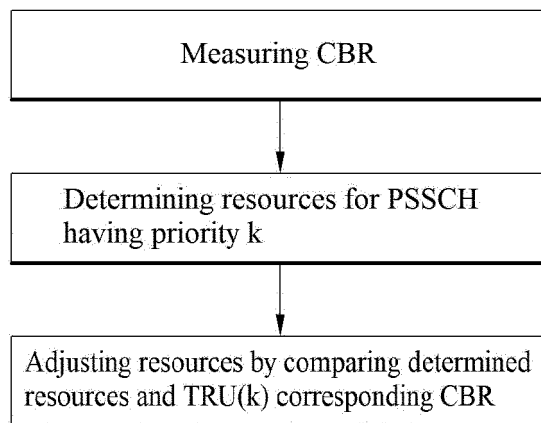 Measuring CBR
Determining resources for PSSCH
having priority k
Adjusting resources by comparing determined
resources and TRU(k) corresponding CBR